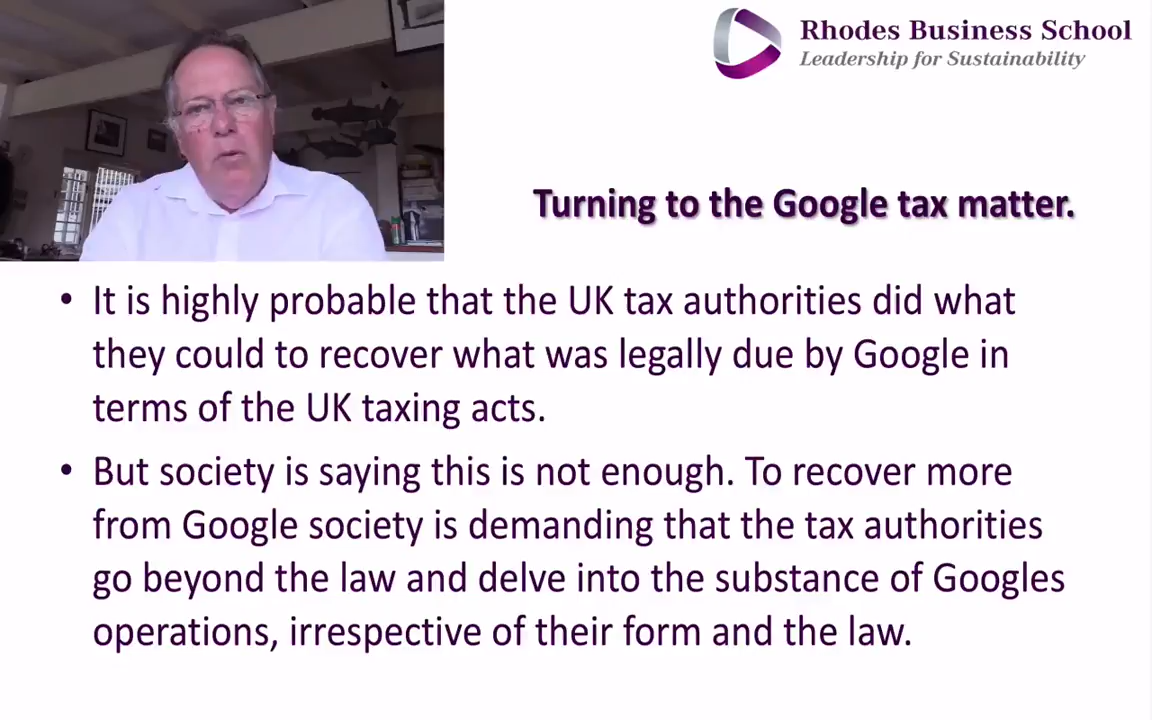 Rhodes Business School
Leadership for Sustainability
Turning to the Google tax matter.
• It is highly probable that the UK tax authorities did what
they could to recover what was legally due by Google in
terms of the UK taxing acts.
• But society is saying this is not enough. To recover more
from Google society is demanding that the tax authorities
go beyond the law and delve into the substance of Googles
operations, irrespective of their form and the law.